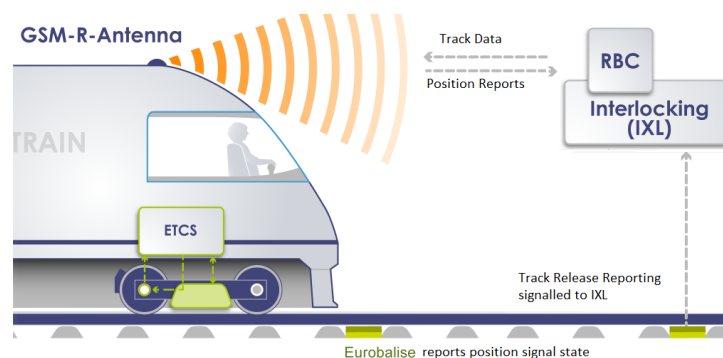 GSM-R-Antenna
Track Data
Position Reports
RBC
Interlocking
(IXL)
TRAIN
ETCS
Track Release Reporting
signalled to IXL
Eurobalise reports position signal state